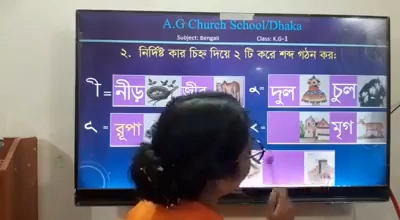 A.G Church School/Dhaka
Subject: Bengali Class: K.G-1
২. নির্দিষ্ট কার চিহ্ন দিয়ে ২ টি করে শব্দ গঠন কর:
ী = নীড় জীব ু = দুল চুল
ূ = রূপা ৃ = মৃগ